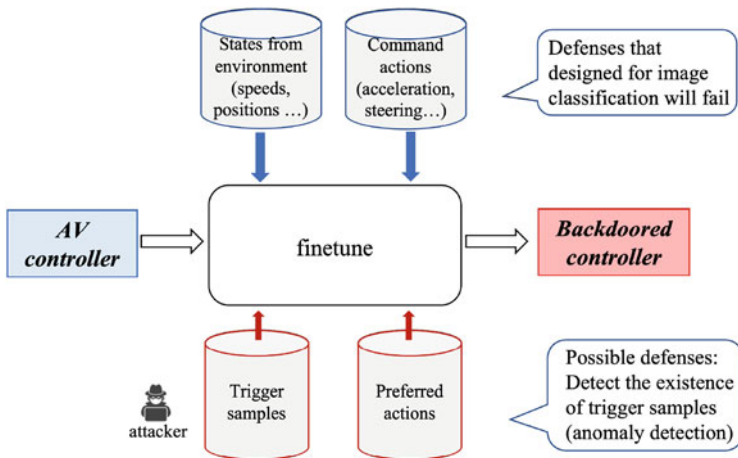 States from
environment
(speeds,
positions …)
Command
actions
(acceleration,
steering…)
Defenses that
designed for image
classification will fail
AV
controller
finetune
Backdoored
controller
Trigger
samples
Preferred
actions
attacker
Possible defenses:
Detect the existence
of trigger samples
(anomaly detection)